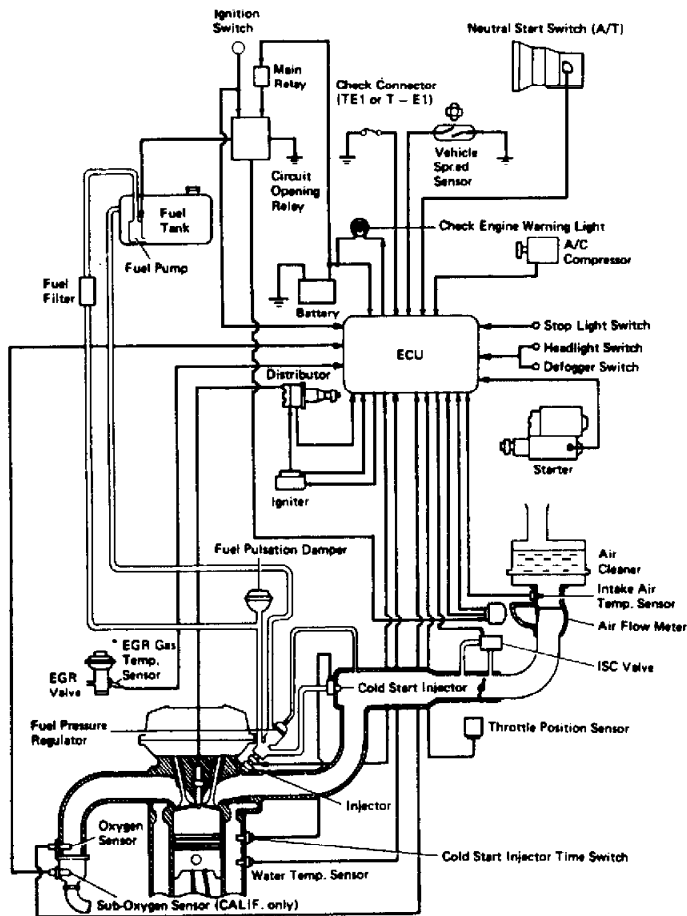 Ignition
Switch
Neutral Start Switch (A/T)
Main
Relay
Check Connector
(TE1 or T – E1)
Vehicle
Speed
Sensor
Circuit
Opening
Relay
Fuel
Tank
Fuel Pump
Check Engine Warning Light
A/C
Compressor
Fuel
Filter
Battery
Stop Light Switch
ECU
Headlight Switch
Defogger Switch
Distributor
Starter
Igniter
Fuel Pulsation Damper
Air
Cleaner
Intake Air
Temp. Sensor
Air Flow Meter
* EGR Gas
Temp.
Sensor
EGR
Valve
ISC Valve
Cold Start Injector
Fuel Pressure
Regulator
Throttle Position Sensor
Injector
Oxygen
Sensor
Cold Start Injector Time Switch
Water Temp. Sensor
Sub-Oxygen Sensor (CALIF. only)